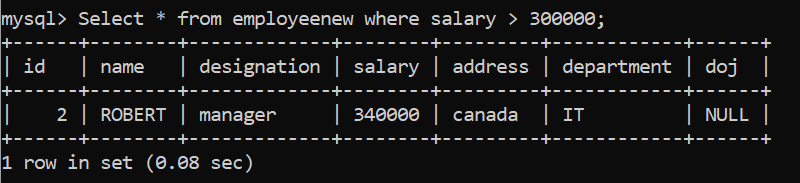 mysql> Select * from employeenew where salary > 300000;
+------+--------+-------------+--------+---------+------------+------+
| id   | name   | designation | salary | address | department | doj  |
+------+--------+-------------+--------+---------+------------+------+
|    2 | ROBERT | manager     | 340000 | canada  | IT         | NULL |
+------+--------+-------------+--------+---------+------------+------+
1 row in set (0.08 sec)